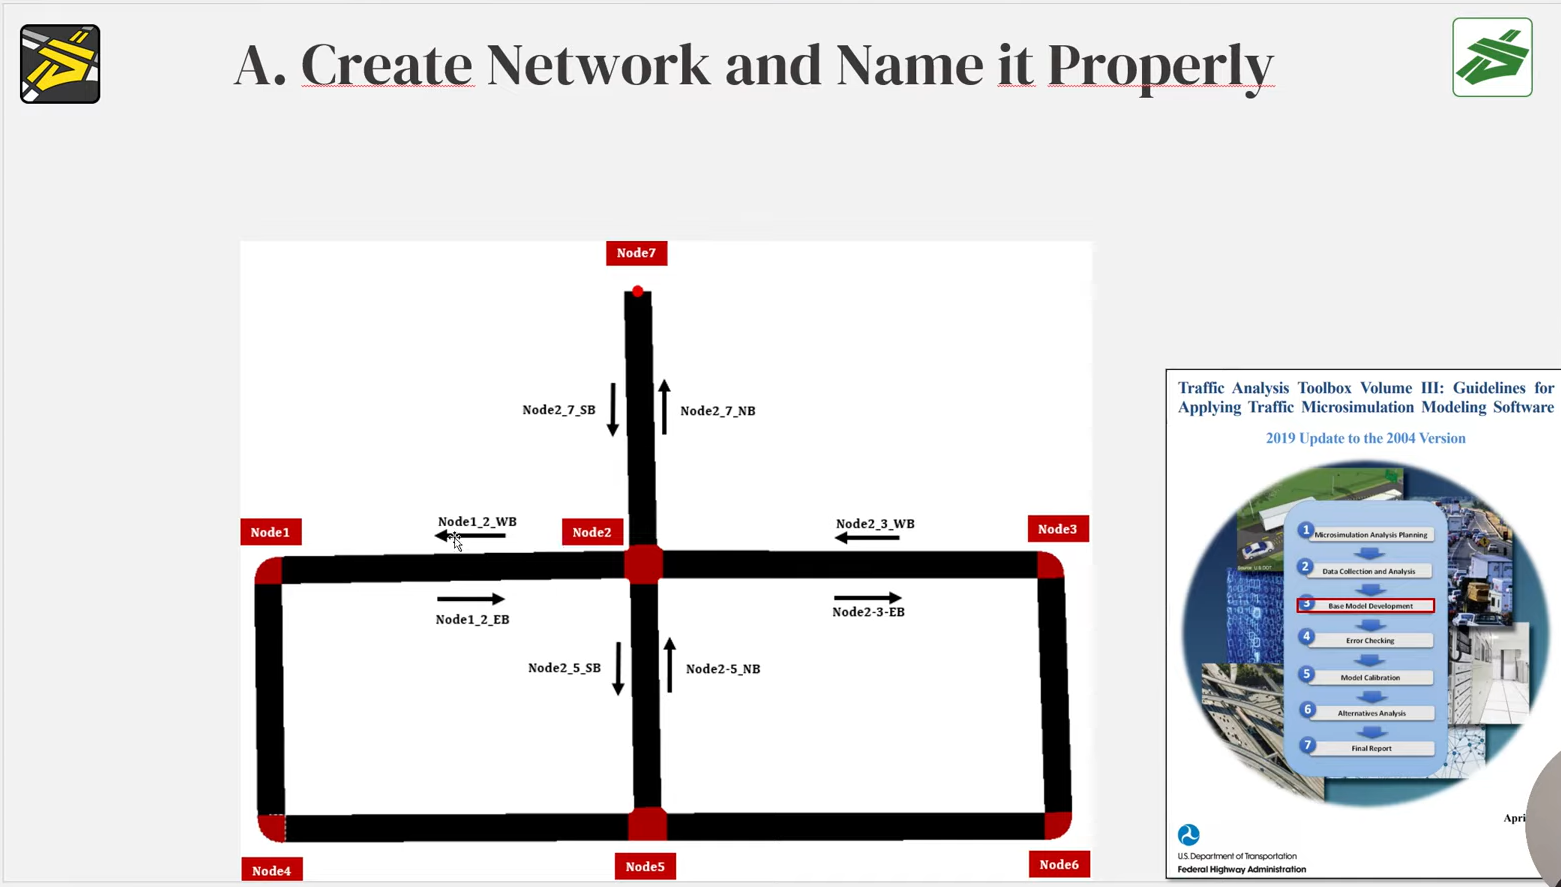 A. Create Network and Name it Properly
Node7
Node2_7_SB
Node2_7_NB
Node1_2_WB
Node2_3_WB
Node1
Node2
Node3
Node1_2_EB
Node2-3-EB
Node2_5_SB
Node2-5_NB
Node4
Node5
Node6
Traffic Analysis Toolbox Volume III: Guidelines for
Applying Traffic Microsimulation Modeling Software
2019 Update to the 2004 Version
1 Microsimulation Analysis Planning
2 Data Collection and Analysis
3 Base Model Development
4 Error Checking
5 Model Calibration
6 Alternatives Analysis
7 Final Report
Source: U.S.DOT
Apri
U.S. Department of Transportation
Federal Highway Administration